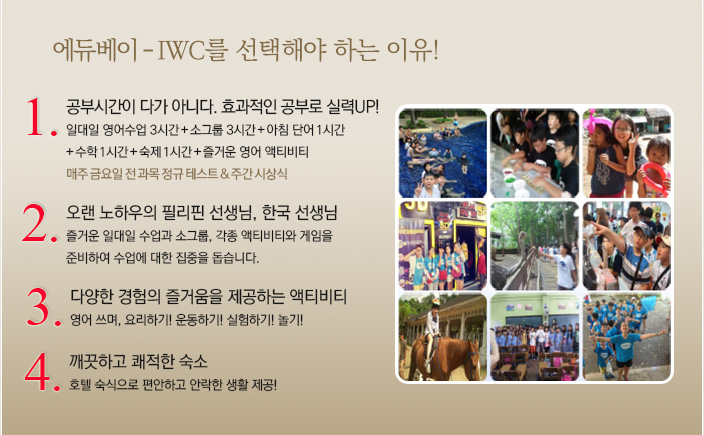 에듀베이 - IWC를 선택해야 하는 이유!
1. 공부시간이 다가 아니다. 효과적인 공부로 실력UP!
일대일 영어수업 3시간 + 소그룹 3시간 + 아침 단어 1시간
+ 수학 1시간 + 숙제 1시간 + 즐거운 영어 액티비티
매주 금요일 전 과목 정규 테스트 & 주간 시상식
2. 오랜 노하우의 필리핀 선생님, 한국 선생님
즐거운 일대일 수업과 소그룹, 각종 액티비티와 게임을
준비하여 수업에 대한 집중을 돕습니다.
3. 다양한 경험의 즐거움을 제공하는 액티비티
영어 쓰며, 요리하기! 운동하기! 실험하기! 놀기!
4. 깨끗하고 쾌적한 숙소
호텔 숙식으로 편안하고 안락한 생활 제공!